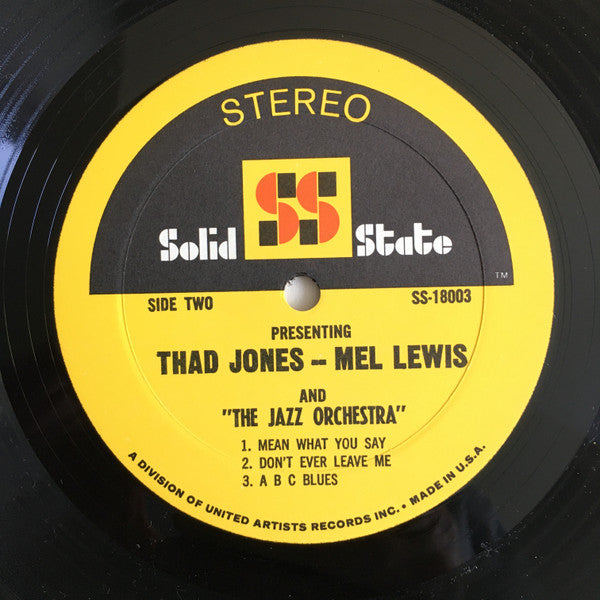 STEREO
SS
Solid State
TM
SIDE TWO SS-18003
PRESENTING
THAD JONES – MEL LEWIS
AND
"THE JAZZ ORCHESTRA"
1. MEAN WHAT YOU SAY
2. DON'T EVER LEAVE ME
3. A B C BLUES
A DIVISION OF UNITED ARTISTS RECORDS INC. • MADE IN U.S.A.